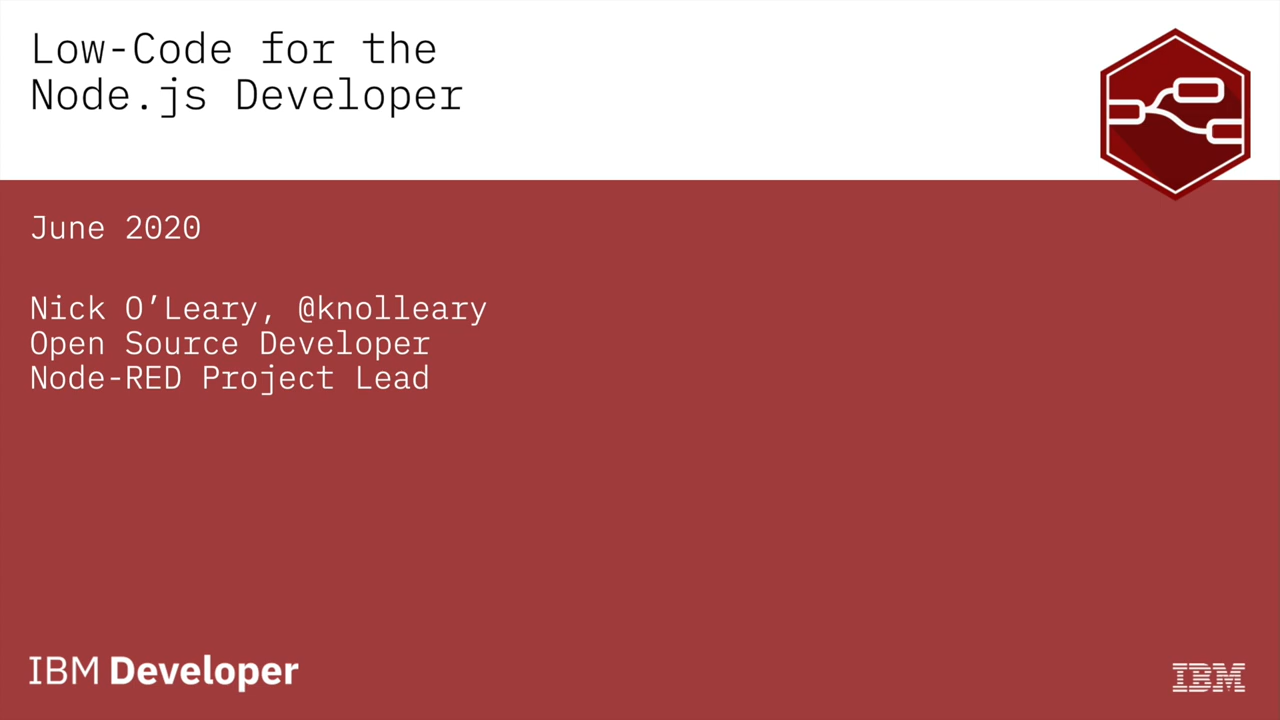 Low-Code for the
Node.js Developer
June 2020
Nick O’Leary, @knolleary
Open Source Developer
Node-RED Project Lead
IBM Developer
IBM